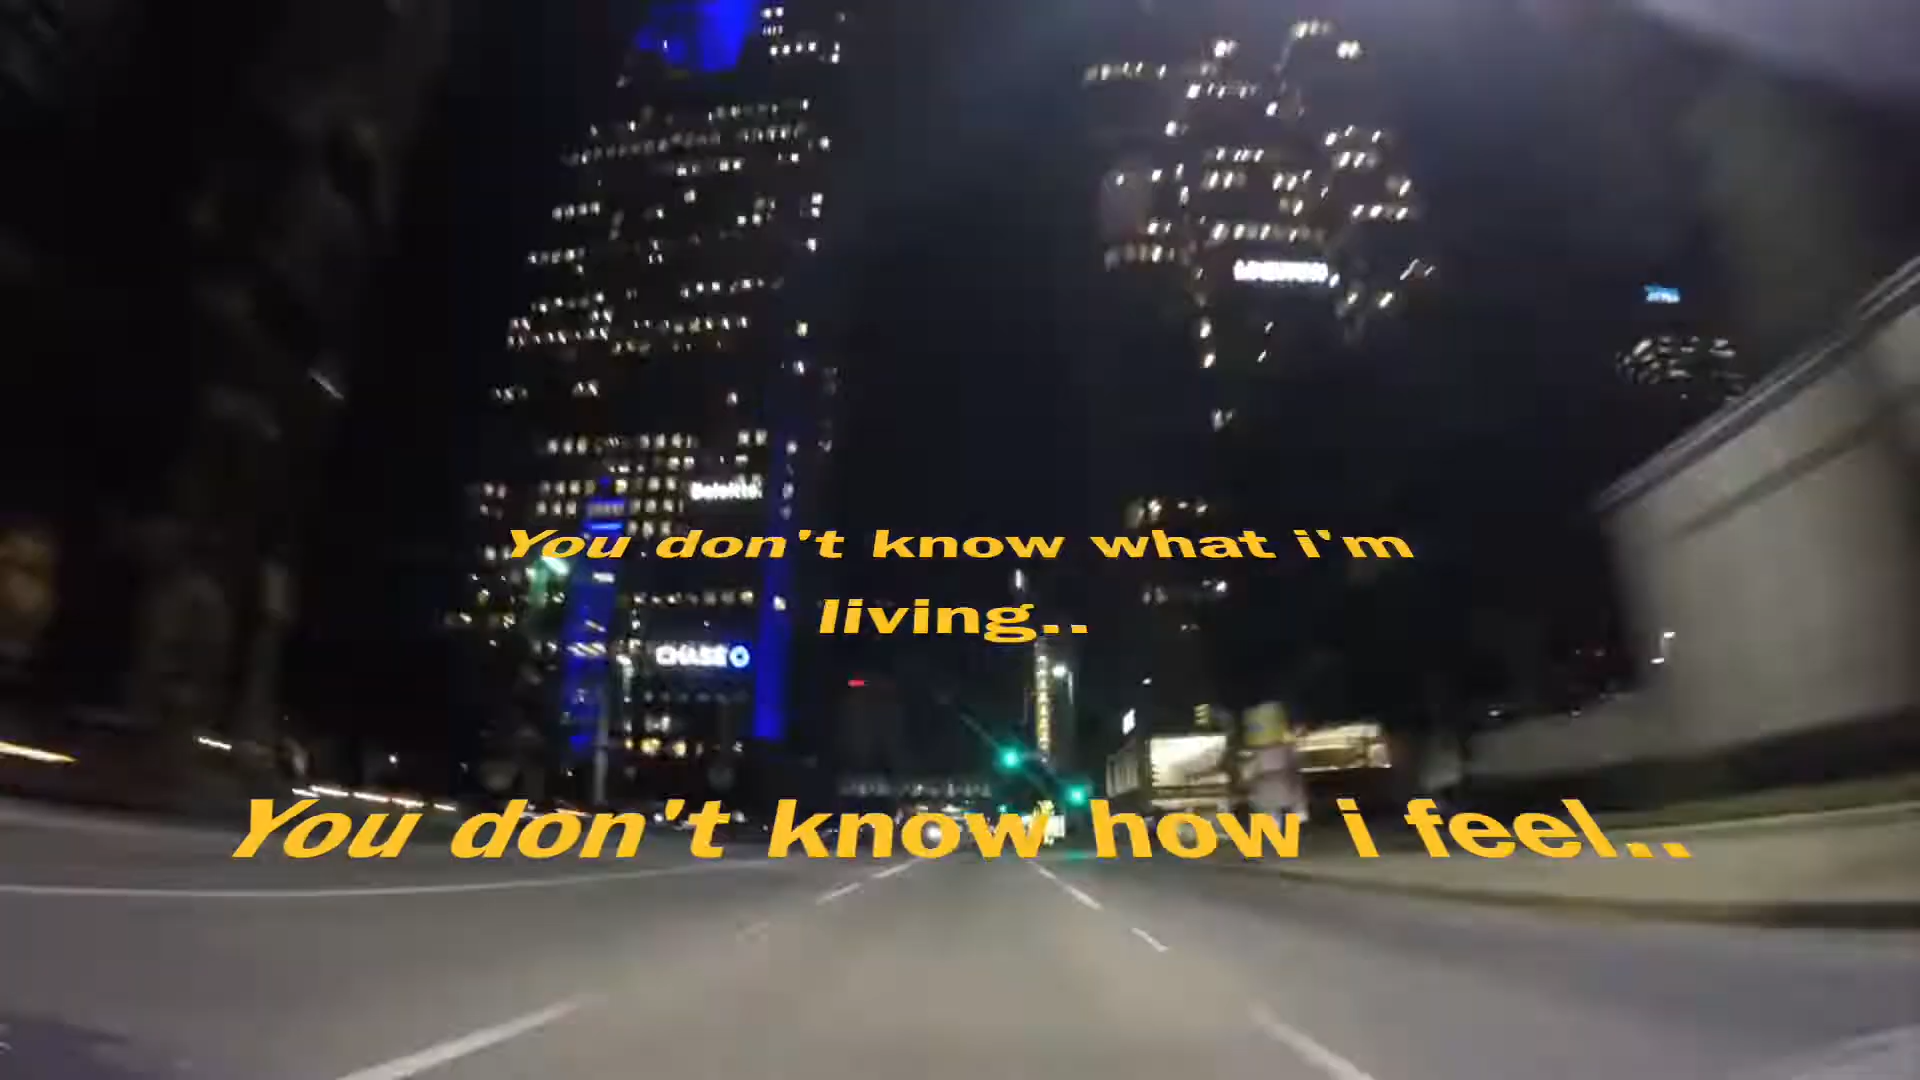 Deloitte.
You don't know what i'm
living..
CHASE
You don't know how i feel..